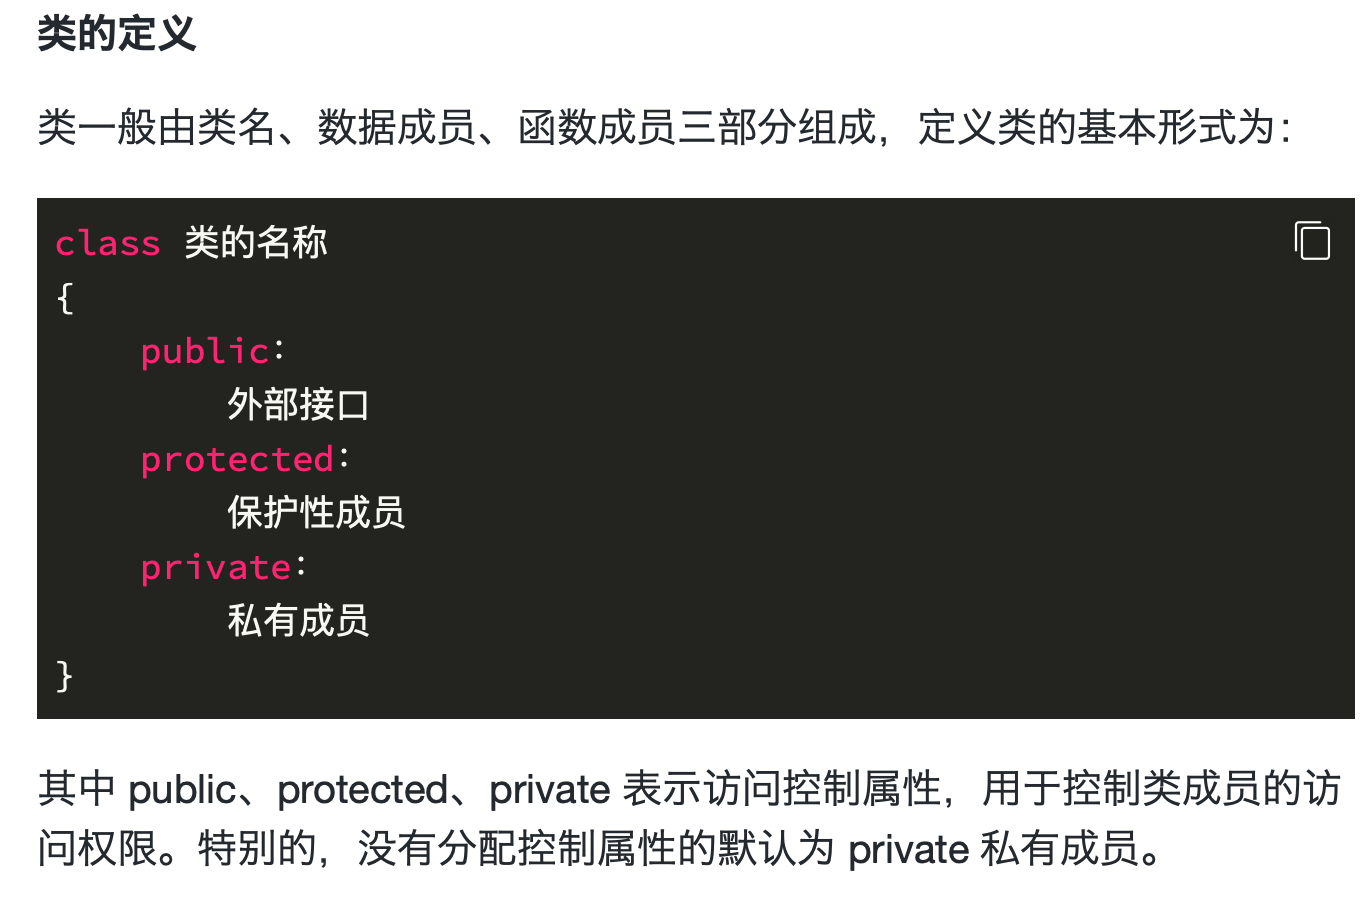 类的定义
类一般由类名、数据成员、函数成员三部分组成，定义类的基本形式为：
class 类的名称
{
    public:
        外部接口
    protected:
        保护性成员
    private:
        私有成员
}
其中 public、protected、private 表示访问控制属性，用于控制类成员的访
问权限。特别的，没有分配控制属性的默认为 private 私有成员。